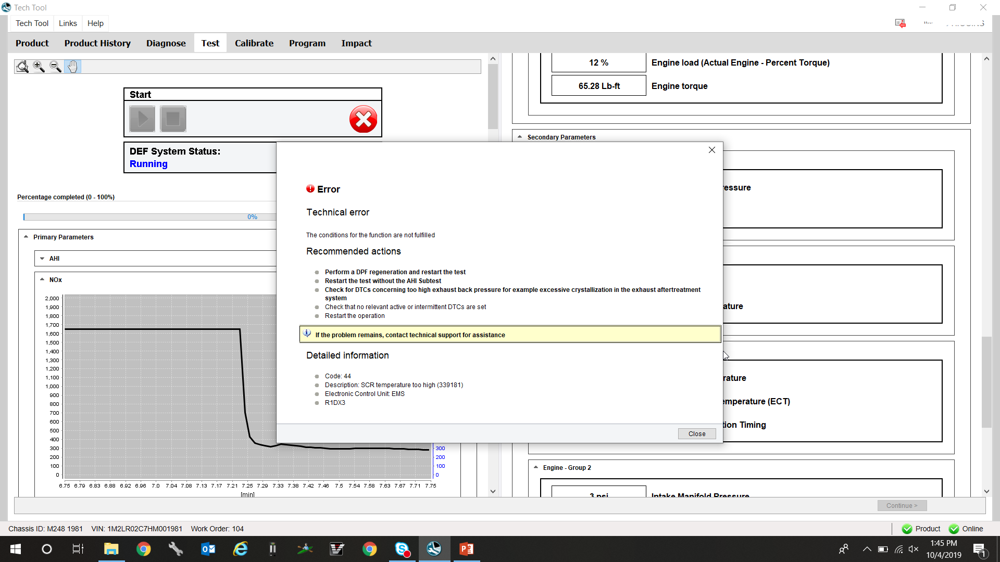 Tech Tool
Tech Tool Links Help
Product Product History Diagnose Test Calibrate Program Impact
Start
DEF System Status:
Running
Percentage completed (0 - 100%)
0%
Primary Parameters
AHI
NOx
2,000
1,900
1,800
1,700
1,600
1,500
1,400
1,300
1,200
1,100
1,000
900
800
700
600
500
400
300
200
100
0
300
200
100
0
6.75 6.79 6.83 6.88 6.92 6.96 7.0 7.04 7.08 7.13 7.17 7.21 7.25 7.29 7.33 7.38 7.42 7.46 7.5 7.54 7.58 7.63 7.67 7.71 7.75
[min]
12 % Engine load (Actual Engine - Percent Torque)
65.28 Lb-ft Engine torque
Secondary Parameters
essure
ature
rature
emperature (ECT)
tion Timing
Engine - Group 2
3 psi Intake Manifold Pressure
Error
Technical error
The conditions for the function are not fulfilled
Recommended actions
Perform a DPF regeneration and restart the test
Restart the test without the AHI Subtest
Check for DTCs concerning too high exhaust back pressure for example excessive crystallization in the exhaust aftertreatment
system
Check that no relevant active or intermittent DTCs are set
Restart the operation
If the problem remains, contact technical support for assistance
Detailed information
Code: 44
Description: SCR temperature too high (339181)
Electronic Control Unit: EMS
R1DX3
Close
Continue >
Chassis ID: M248 1981 VIN: 1M2LR02C7HM001981 Work Order: 104
Product Online
1:45 PM
10/4/2019
1